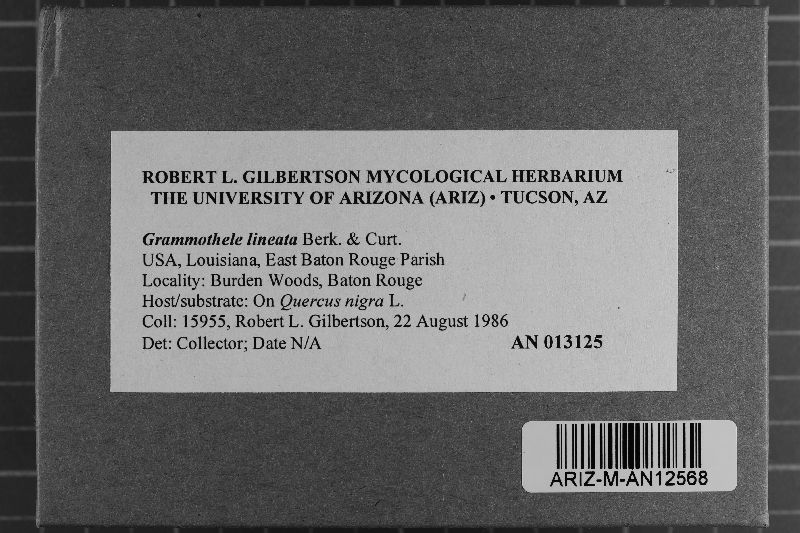 ROBERT L. GILBERTSON MYCOLOGICAL HERBARIUM
THE UNIVERSITY OF ARIZONA (ARIZ) • TUCSON, AZ
Grammothele lineata Berk. & Curt.
USA, Louisiana, East Baton Rouge Parish
Locality: Burden Woods, Baton Rouge
Host/substrate: On Quercus nigra L.
Coll: 15955, Robert L. Gilbertson, 22 August 1986
Det: Collector; Date N/A AN 013125
ARIZ-M-AN12568